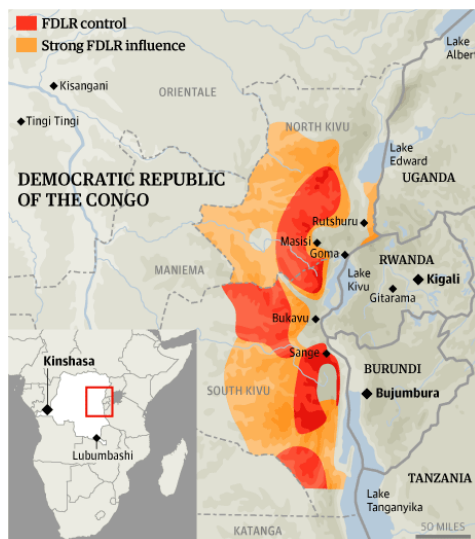 FDLR control
Strong FDLR influence
Lake
Albert
Kisangani
ORIENTALE
Tingi Tingi
NORTH KIVU
Lake
Edward
DEMOCRATIC REPUBLIC
OF THE CONGO
UGANDA
Rutshuru
Masisi
Goma
RWANDA
MANIEMA
Lake
Kivu
Kigali
Gitarama
Bukavu
Sange
Kinshasa
BURUNDI
SOUTH KIVU
Bujumbura
Lubumbashi
TANZANIA
Lake
Tanganyika
KATANGA
50 MILES